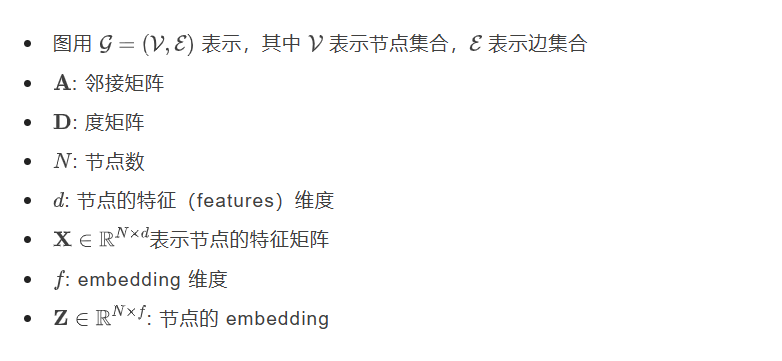 • 图用 $\mathcal{G} = (\mathcal{V}, \mathcal{E})$ 表示，其中 $\mathcal{V}$ 表示节点集合，$\mathcal{E}$ 表示边集合
• $\mathbf{A}$: 邻接矩阵
• $\mathbf{D}$: 度矩阵
• $N$: 节点数
• $d$: 节点的特征（features）维度
• $\mathbf{X} \in \mathbb{R}^{N \times d}$表示节点的特征矩阵
• $f$: embedding 维度
• $\mathbf{Z} \in \mathbb{R}^{N \times f}$: 节点的 embedding